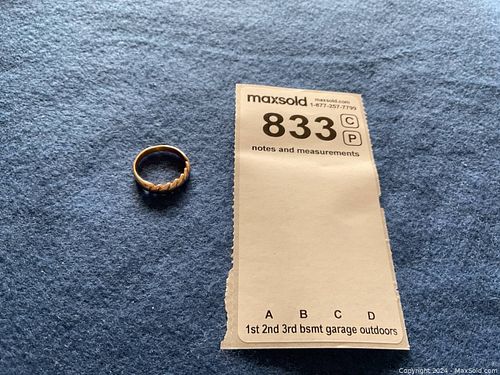 maxsold maxsold.com
1-877-257-7799
833 C
P
notes and measurements
A B C D
1st 2nd 3rd bsmt garage outdoors
Copyright 2024 - MaxSold.com